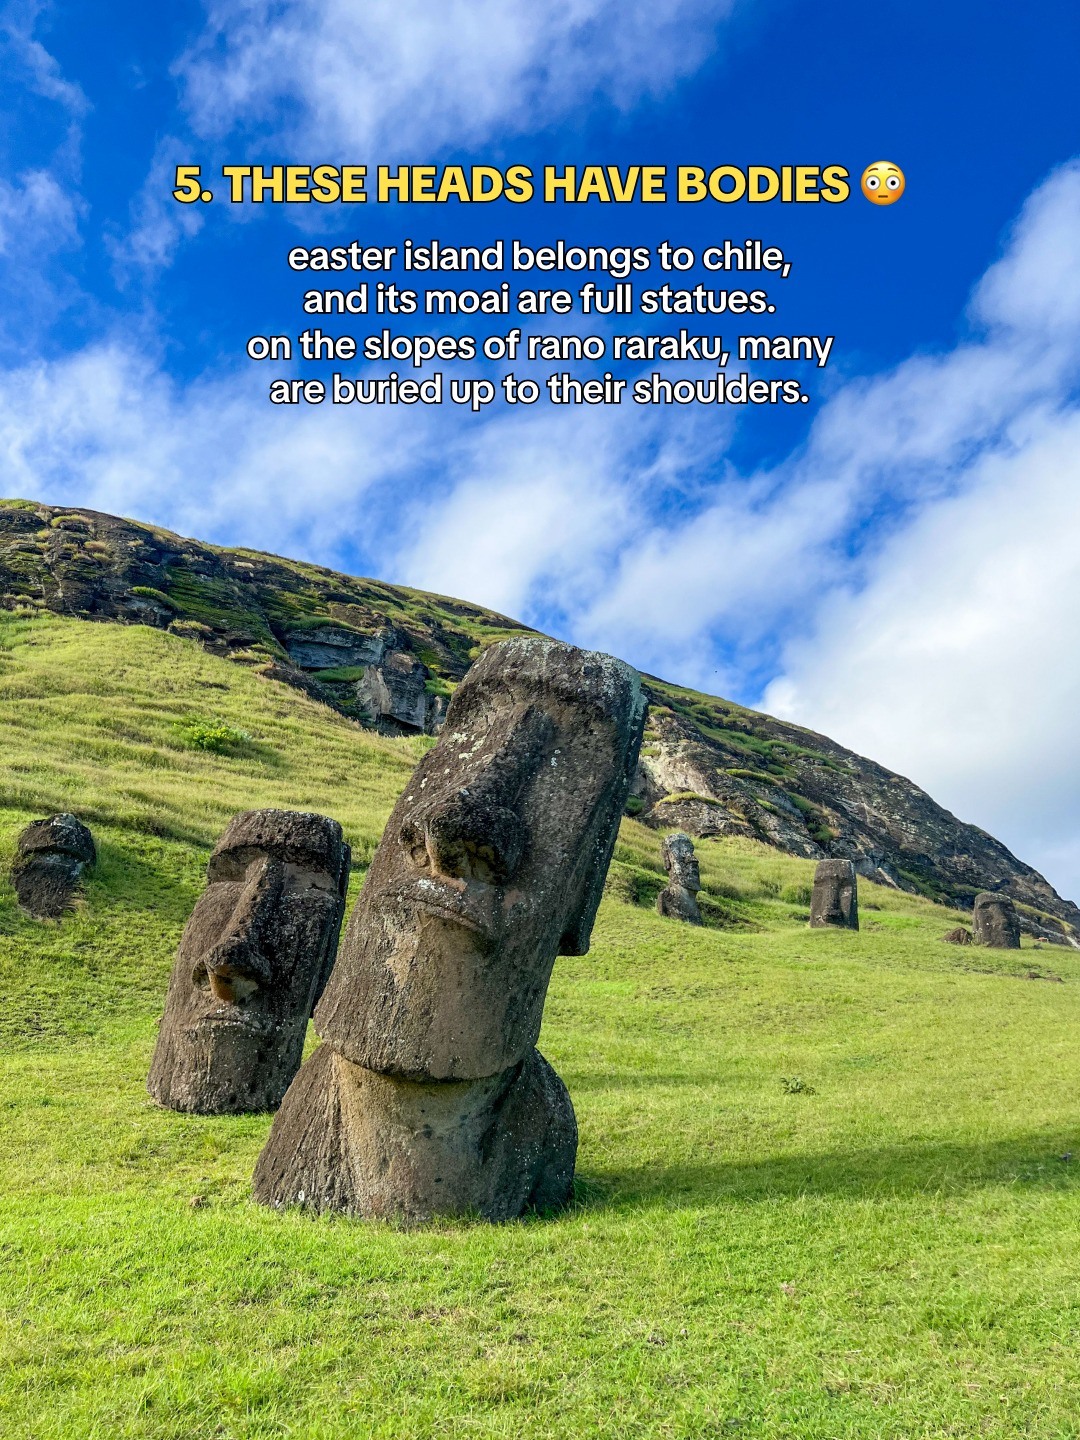 5. THESE HEADS HAVE BODIES 😳
easter island belongs to chile,
and its moai are full statues.
on the slopes of rano raraku, many
are buried up to their shoulders.